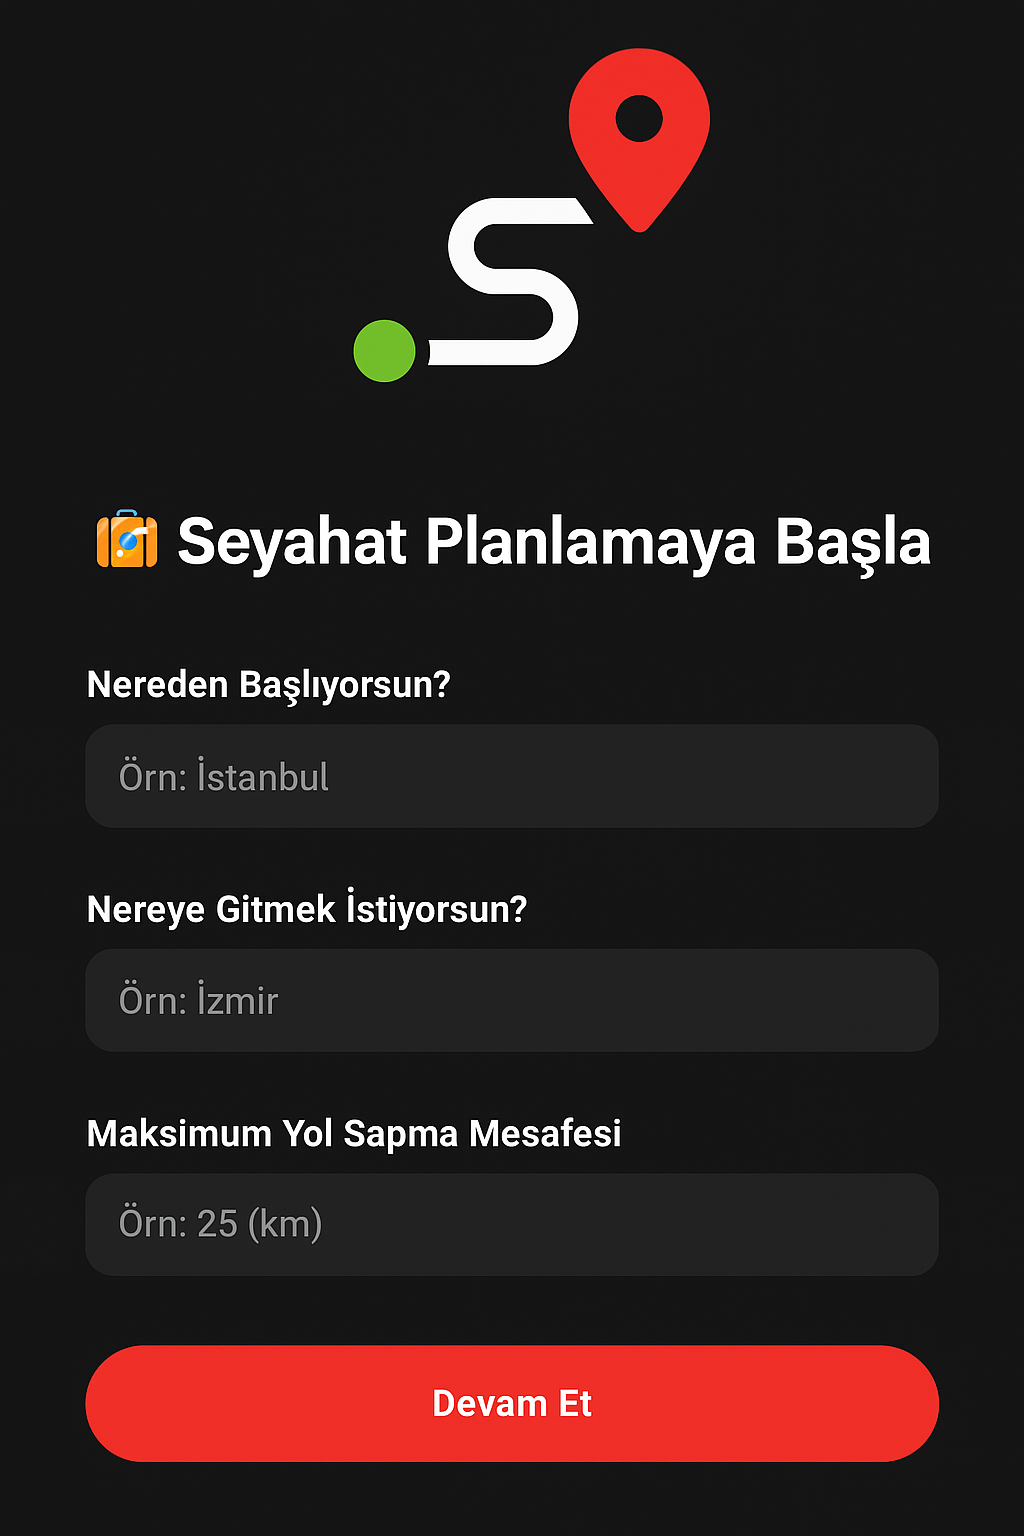 Seyahat Planlamaya Başla
Nereden Başlıyorsun?
Örn: İstanbul
Nereye Gitmek İstiyorsun?
Örn: İzmir
Maksimum Yol Sapma Mesafesi
Örn: 25 (km)
Devam Et